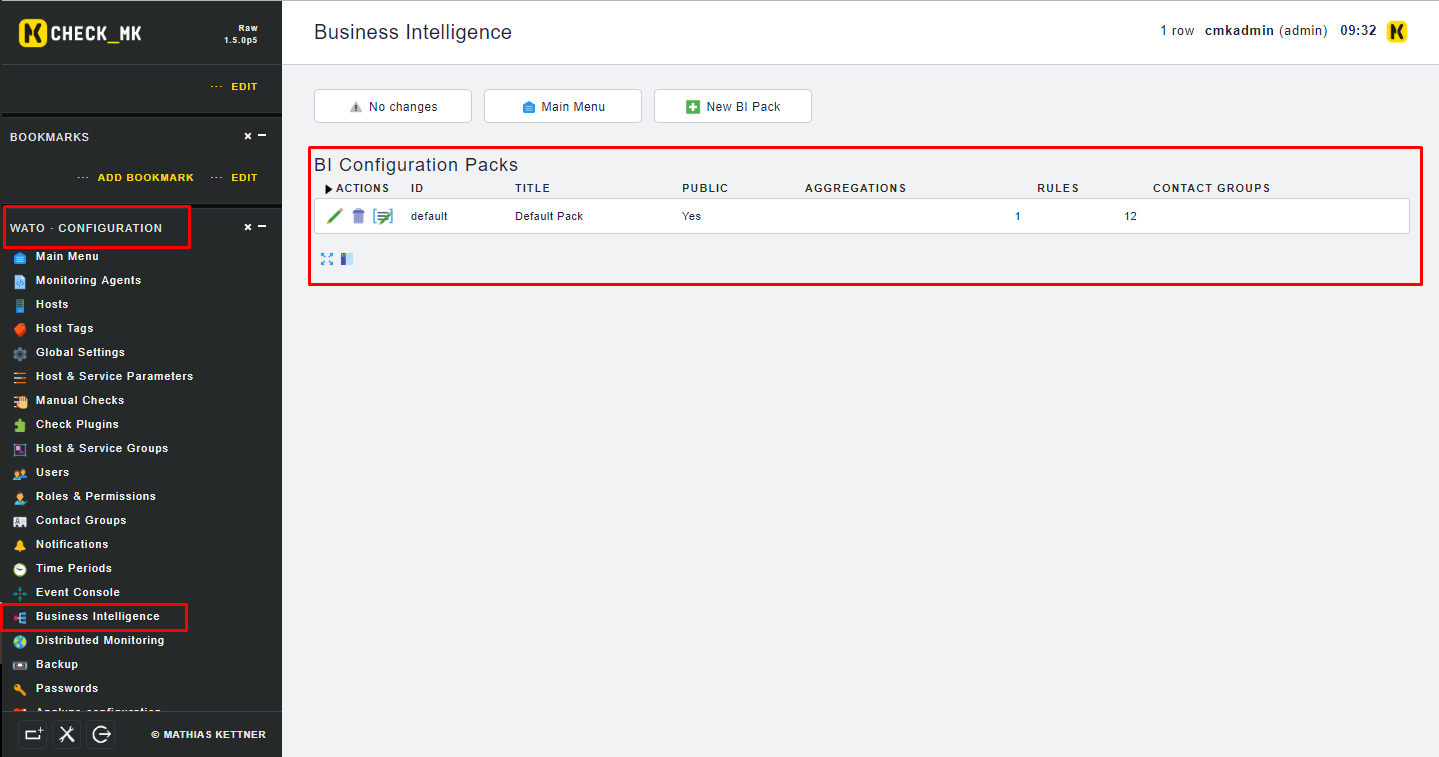 CHECK_MK
Raw
1.5.0p5
Business Intelligence
1 row cmkadmin (admin) 09:32
··· EDIT
BOOKMARKS
··· ADD BOOKMARK ··· EDIT
WATO · CONFIGURATION
Main Menu
Monitoring Agents
Hosts
Host Tags
Global Settings
Host & Service Parameters
Manual Checks
Check Plugins
Host & Service Groups
Users
Roles & Permissions
Contact Groups
Notifications
Time Periods
Event Console
Business Intelligence
Distributed Monitoring
Backup
Passwords
Analyze configuration
© MATHIAS KETTNER
No changes
Main Menu
New BI Pack
BI Configuration Packs
ACTIONS ID TITLE PUBLIC AGGREGATIONS RULES CONTACT GROUPS
default Default Pack Yes 1 12